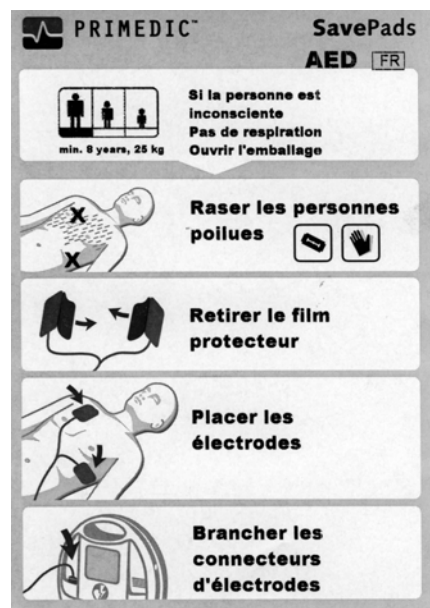 PRIMEDIC™
SavePads
AED FR
Si la personne est
inconsciente
Pas de respiration
Ouvrir l'emballage
min. 8 years, 25 kg
Raser les personnes
poilues
Retirer le film
protecteur
Placer les
électrodes
Brancher les
connecteurs
d'électrodes